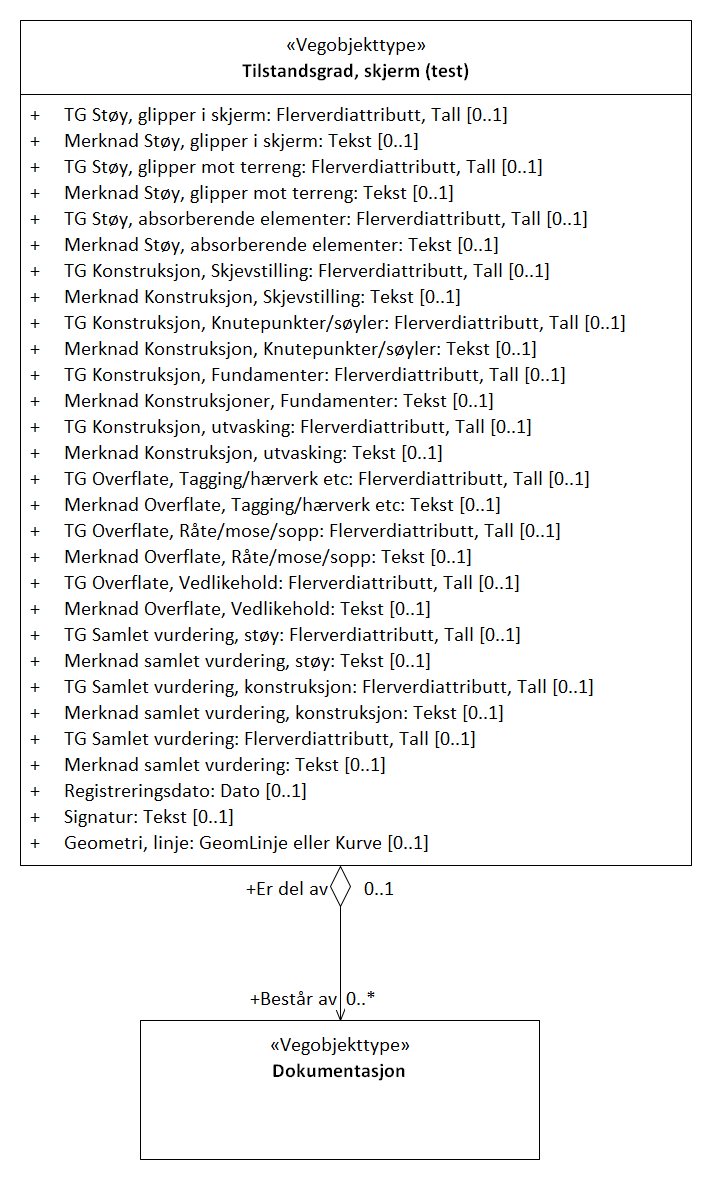 «Vegobjekttype»
Tilstandsgrad, skjerm (test)
+ TG Støy, glipper i skjerm: Flerverdiattributt, Tall [0..1]
+ Merknad Støy, glipper i skjerm: Tekst [0..1]
+ TG Støy, glipper mot terreng: Flerverdiattributt, Tall [0..1]
+ Merknad Støy, glipper mot terreng: Tekst [0..1]
+ TG Støy, absorberende elementer: Flerverdiattributt, Tall [0..1]
+ Merknad Støy, absorberende elementer: Tekst [0..1]
+ TG Konstruksjon, Skjevstilling: Flerverdiattributt, Tall [0..1]
+ Merknad Konstruksjon, Skjevstilling: Tekst [0..1]
+ TG Konstruksjon, Knutepunkter/søyler: Flerverdiattributt, Tall [0..1]
+ Merknad Konstruksjon, Knutepunkter/søyler: Tekst [0..1]
+ TG Konstruksjon, Fundamenter: Flerverdiattributt, Tall [0..1]
+ Merknad Konstruksjoner, Fundamenter: Tekst [0..1]
+ TG Konstruksjon, utvasking: Flerverdiattributt, Tall [0..1]
+ Merknad Konstruksjon, utvasking: Tekst [0..1]
+ TG Overflate, Tagging/hærverk etc: Flerverdiattributt, Tall [0..1]
+ Merknad Overflate, Tagging/hærverk etc: Tekst [0..1]
+ TG Overflate, Råte/mose/sopp: Flerverdiattributt, Tall [0..1]
+ Merknad Overflate, Råte/mose/sopp: Tekst [0..1]
+ TG Overflate, Vedlikehold: Flerverdiattributt, Tall [0..1]
+ Merknad Overflate, Vedlikehold: Tekst [0..1]
+ TG Samlet vurdering, støy: Flerverdiattributt, Tall [0..1]
+ Merknad samlet vurdering, støy: Tekst [0..1]
+ TG Samlet vurdering, konstruksjon: Flerverdiattributt, Tall [0..1]
+ Merknad samlet vurdering, konstruksjon: Tekst [0..1]
+ TG Samlet vurdering: Flerverdiattributt, Tall [0..1]
+ Merknad samlet vurdering: Tekst [0..1]
+ Registreringsdato: Dato [0..1]
+ Signatur: Tekst [0..1]
+ Geometri, linje: GeomLinje eller Kurve [0..1]
+Er del av 0..1
+Består av 0..*
«Vegobjekttype»
Dokumentasjon